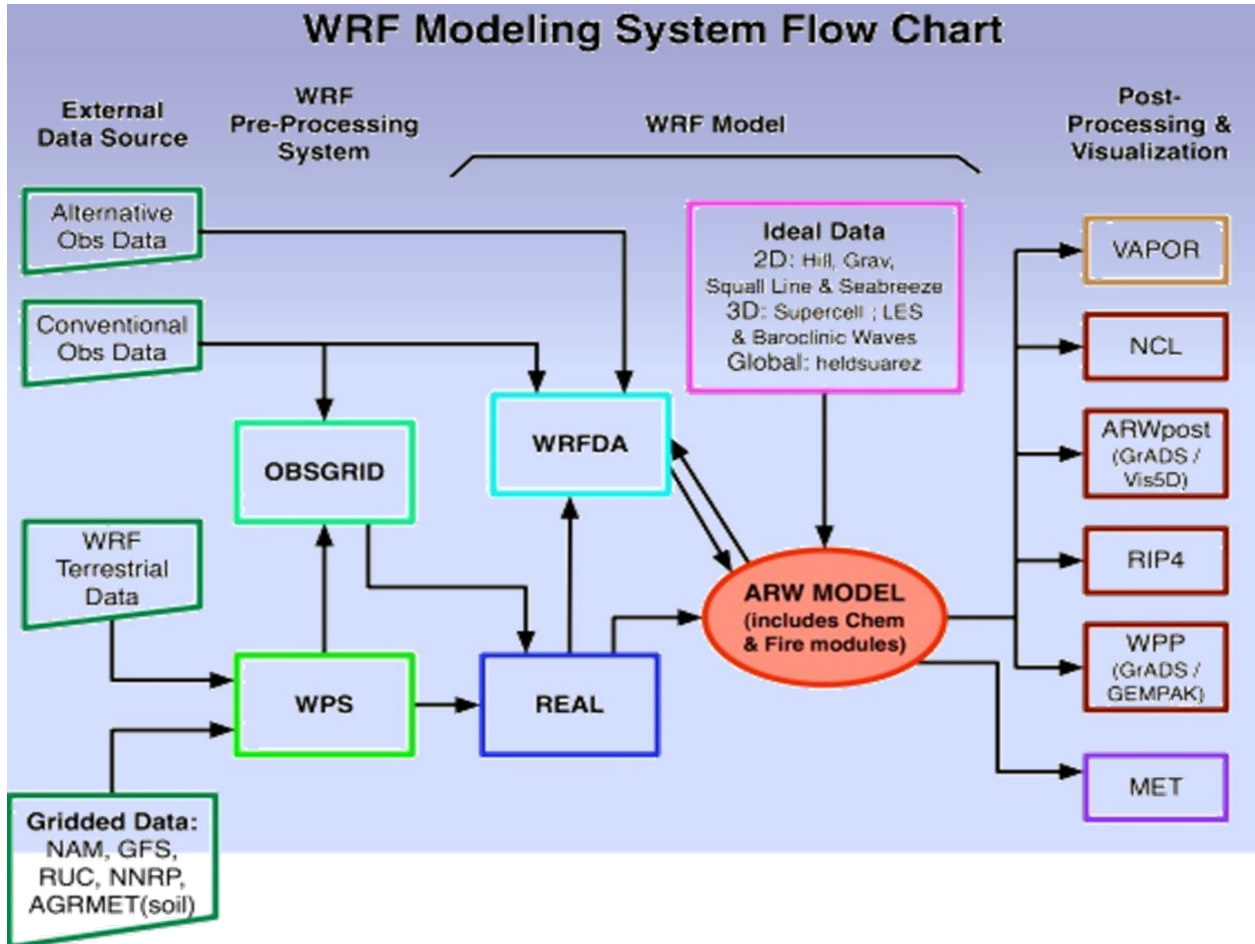 WRF Modeling System Flow Chart
External
Data Source
WRF
Pre-Processing
System
WRF Model
Post-
Processing &
Visualization
Alternative
Obs Data
Conventional
Obs Data
WRF
Terrestrial
Data
Gridded Data:
NAM, GFS,
RUC, NNRP,
AGRMET(soil)
OBSGRID
WPS
WRFDA
REAL
Ideal Data
2D: Hill, Grav,
Squall Line & Seabreeze
3D: Supercell ; LES
& Baroclinic Waves
Global: heldsuarez
ARW MODEL
(includes Chem
& Fire modules)
VAPOR
NCL
ARWpost
(GrADS /
Vis5D)
RIP4
WPP
(GrADS /
GEMPAK)
MET